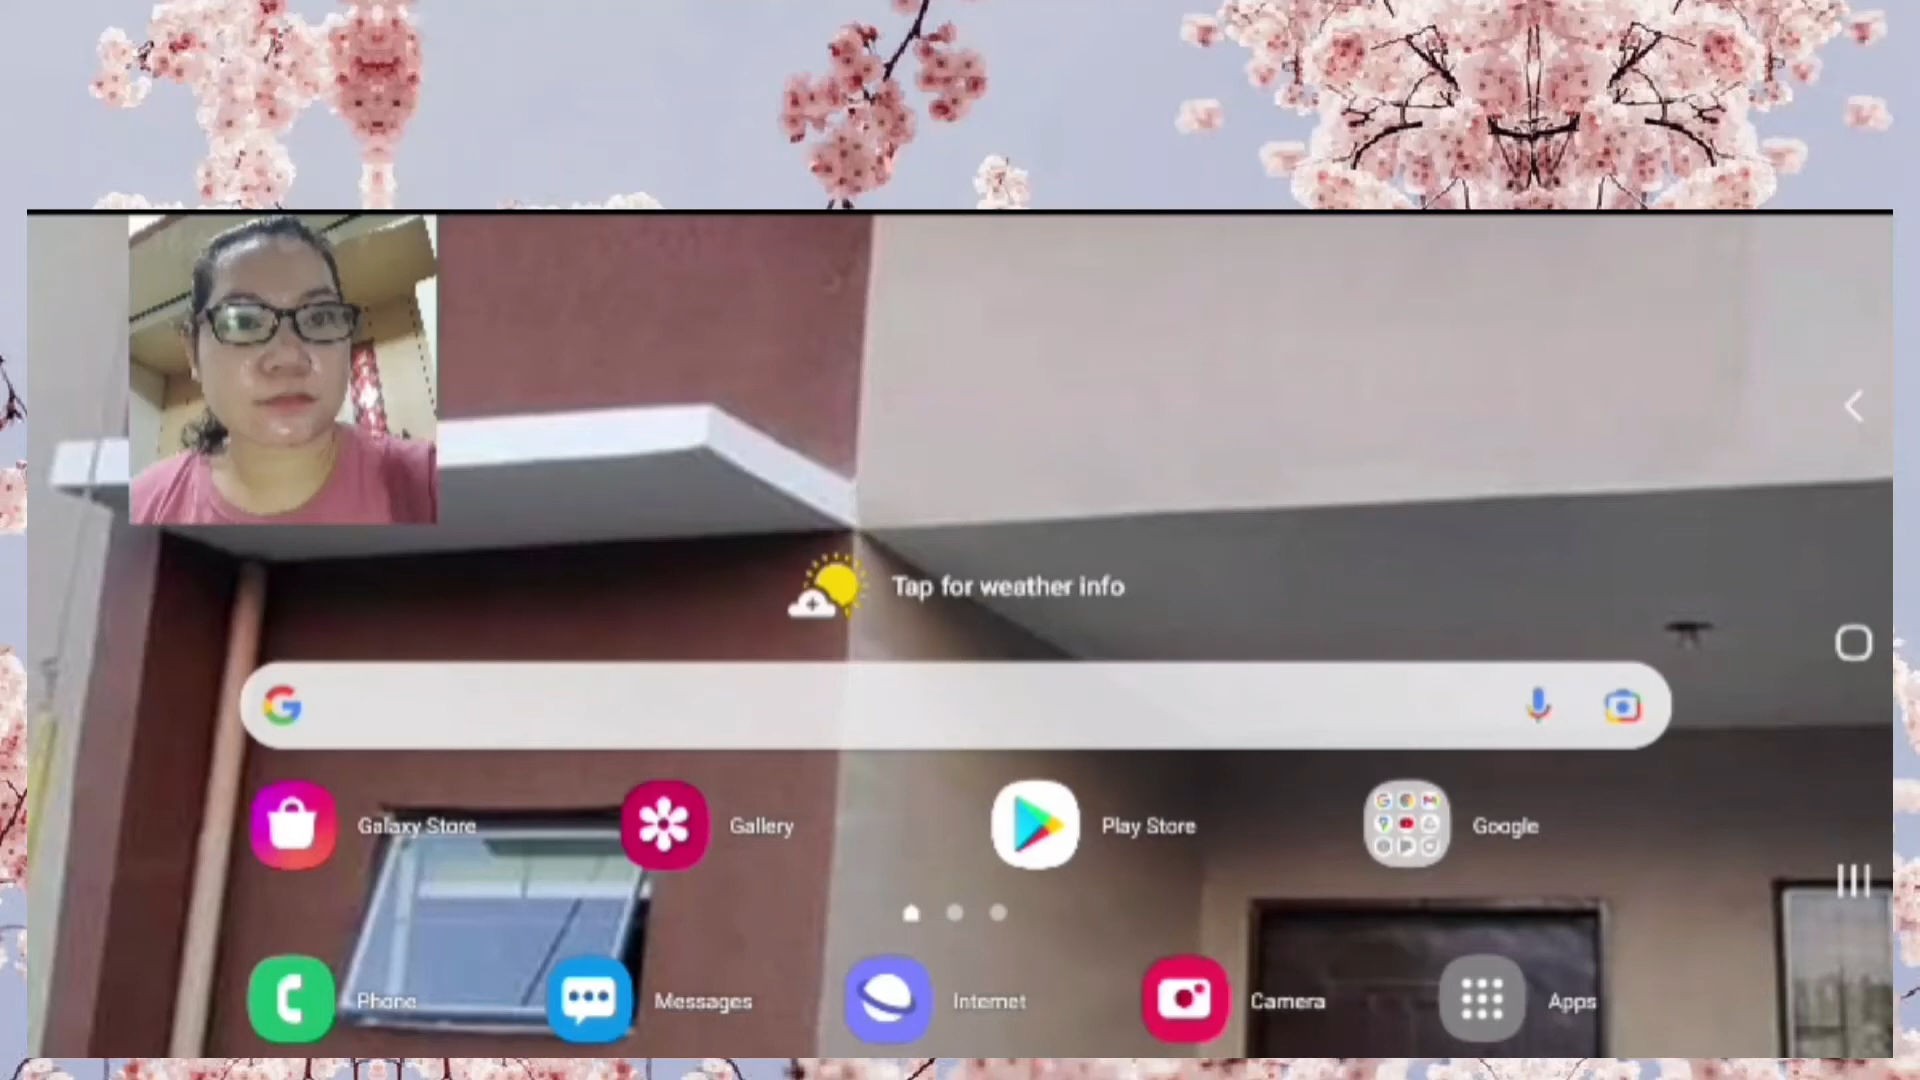 Tap for weather info
Galaxy Store
Gallery
Play Store
Google
Phone
Messages
Internet
Camera
Apps